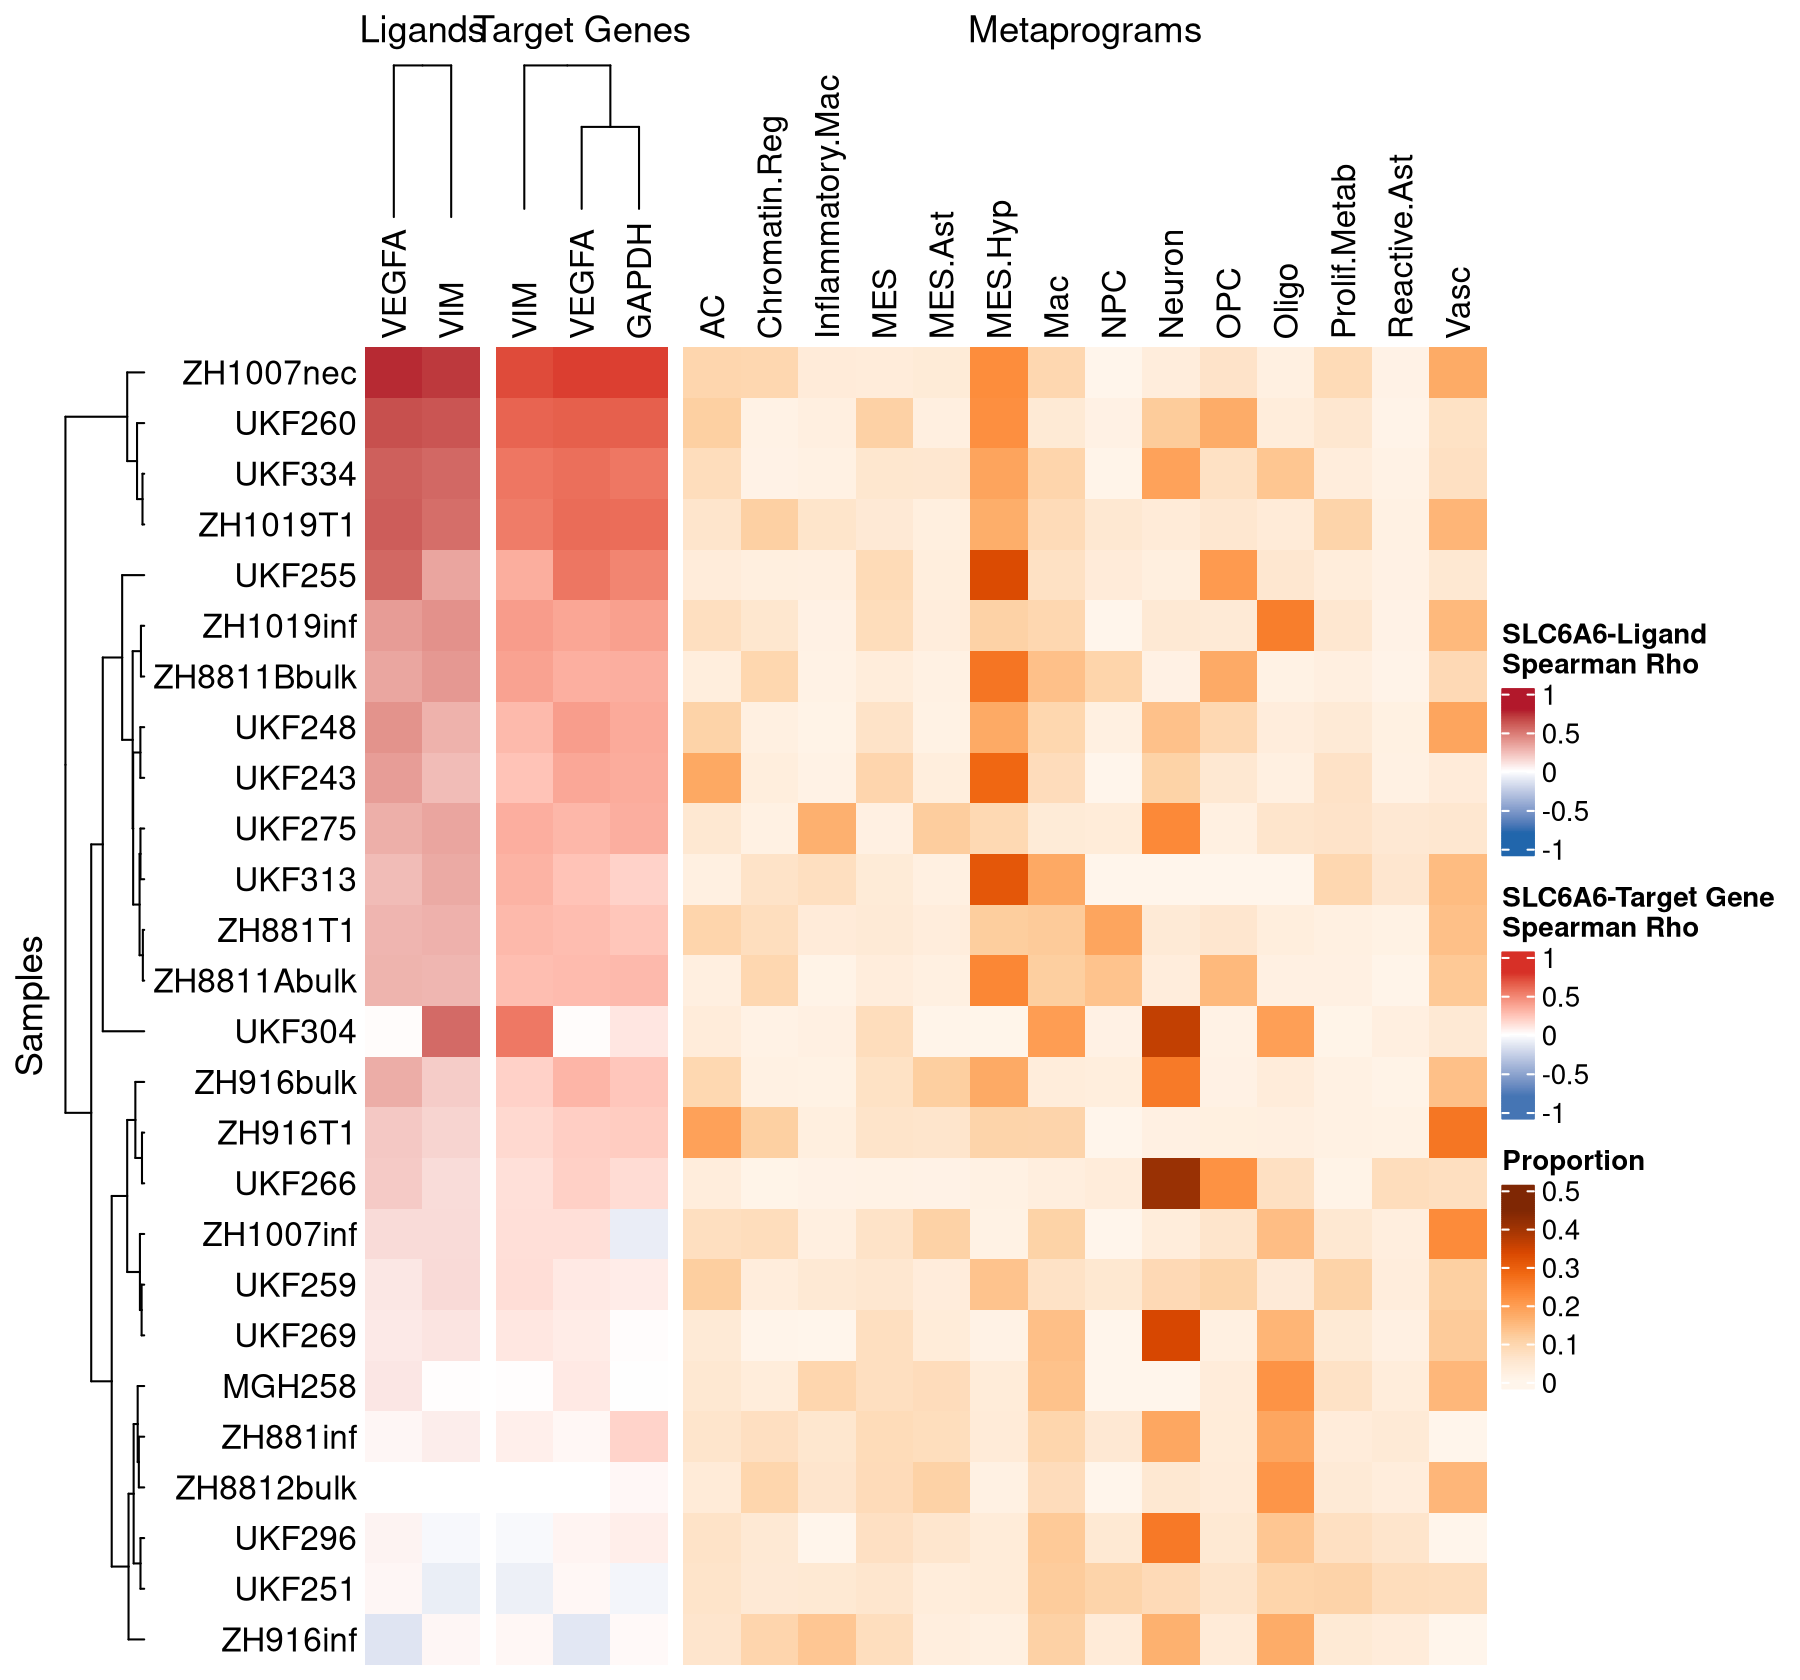 Ligands
Target Genes
Metaprograms
VEGFA
VIM
VIM
VEGFA
GAPDH
AC
Chromatin.Reg
Inflammatory.Mac
MES
MES.Ast
MES.Hyp
Mac
NPC
Neuron
OPC
Oligo
Prolif.Metab
Reactive.Ast
Vasc
Samples
ZH1007nec
UKF260
UKF334
ZH1019T1
UKF255
ZH1019inf
ZH8811Bbulk
UKF248
UKF243
UKF275
UKF313
ZH881T1
ZH8811Abulk
UKF304
ZH916bulk
ZH916T1
UKF266
ZH1007inf
UKF259
UKF269
MGH258
ZH881inf
ZH8812bulk
UKF296
UKF251
ZH916inf
SLC6A6-Ligand
Spearman Rho
1
0.5
0
-0.5
-1
SLC6A6-Target Gene
Spearman Rho
1
0.5
0
-0.5
-1
Proportion
0.5
0.4
0.3
0.2
0.1
0